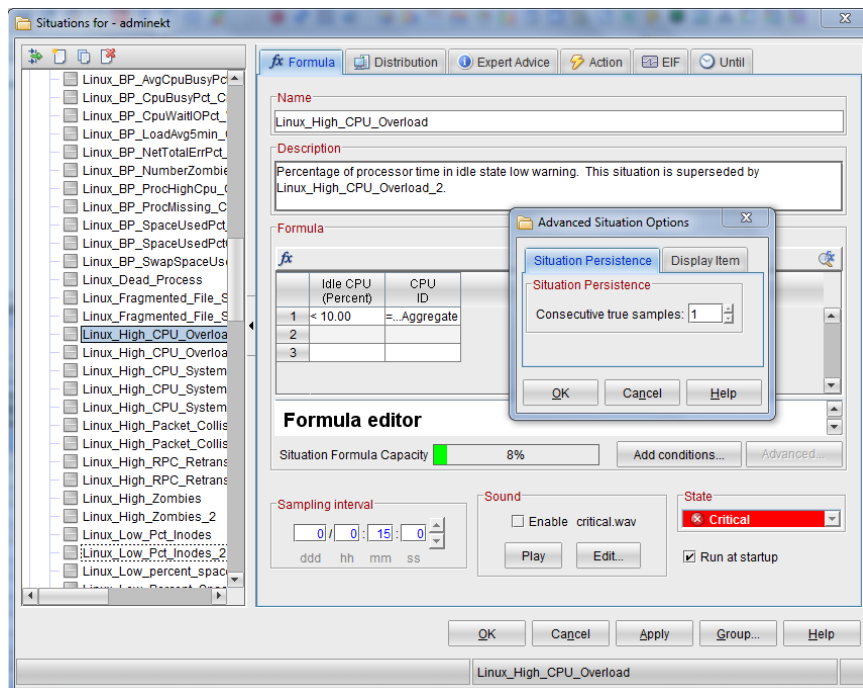 Situations for - adminekt
Linux_BP_AvgCpuBusyPct
Linux_BP_CpuBusyPct_C
Linux_BP_CpuWaitIOPct_
Linux_BP_LoadAvg5min_
Linux_BP_NetTotalErrPct_
Linux_BP_NumberZombie
Linux_BP_ProcHighCpu_
Linux_BP_ProcMissing_C
Linux_BP_SpaceUsedPct_
Linux_BP_SpaceUsedPct
Linux_BP_SwapSpaceUs
Linux_Dead_Process
Linux_Fragmented_File_S
Linux_Fragmented_File_S
Linux_High_CPU_Overloa
Linux_High_CPU_Overloa
Linux_High_CPU_System
Linux_High_CPU_System
Linux_High_CPU_System
Linux_High_Packet_Collis
Linux_High_Packet_Collis
Linux_High_RPC_Retrans
Linux_High_RPC_Retrans
Linux_High_Zombies
Linux_High_Zombies_2
Linux_Low_Pct_Inodes
Linux_Low_Pct_Inodes_2
Linux_Low_percent_space
fx Formula Distribution Expert Advice Action EIF Until
Name
Linux_High_CPU_Overload
Description
Percentage of processor time in idle state low warning. This situation is superseded by
Linux_High_CPU_Overload_2.
Formula
fx
Idle CPU (Percent) CPU ID
1 < 10.00 =...Aggregate
2
3
Advanced Situation Options
Situation Persistence Display Item
Situation Persistence
Consecutive true samples: 1
OK Cancel Help
Formula editor
Situation Formula Capacity 8% Add conditions... Advanced...
Sampling interval
0 / 0 : 15 : 0
ddd hh mm ss
Sound
Enable critical.wav
Play Edit...
State
Critical
Run at startup
OK Cancel Apply Group... Help
Linux_High_CPU_Overload